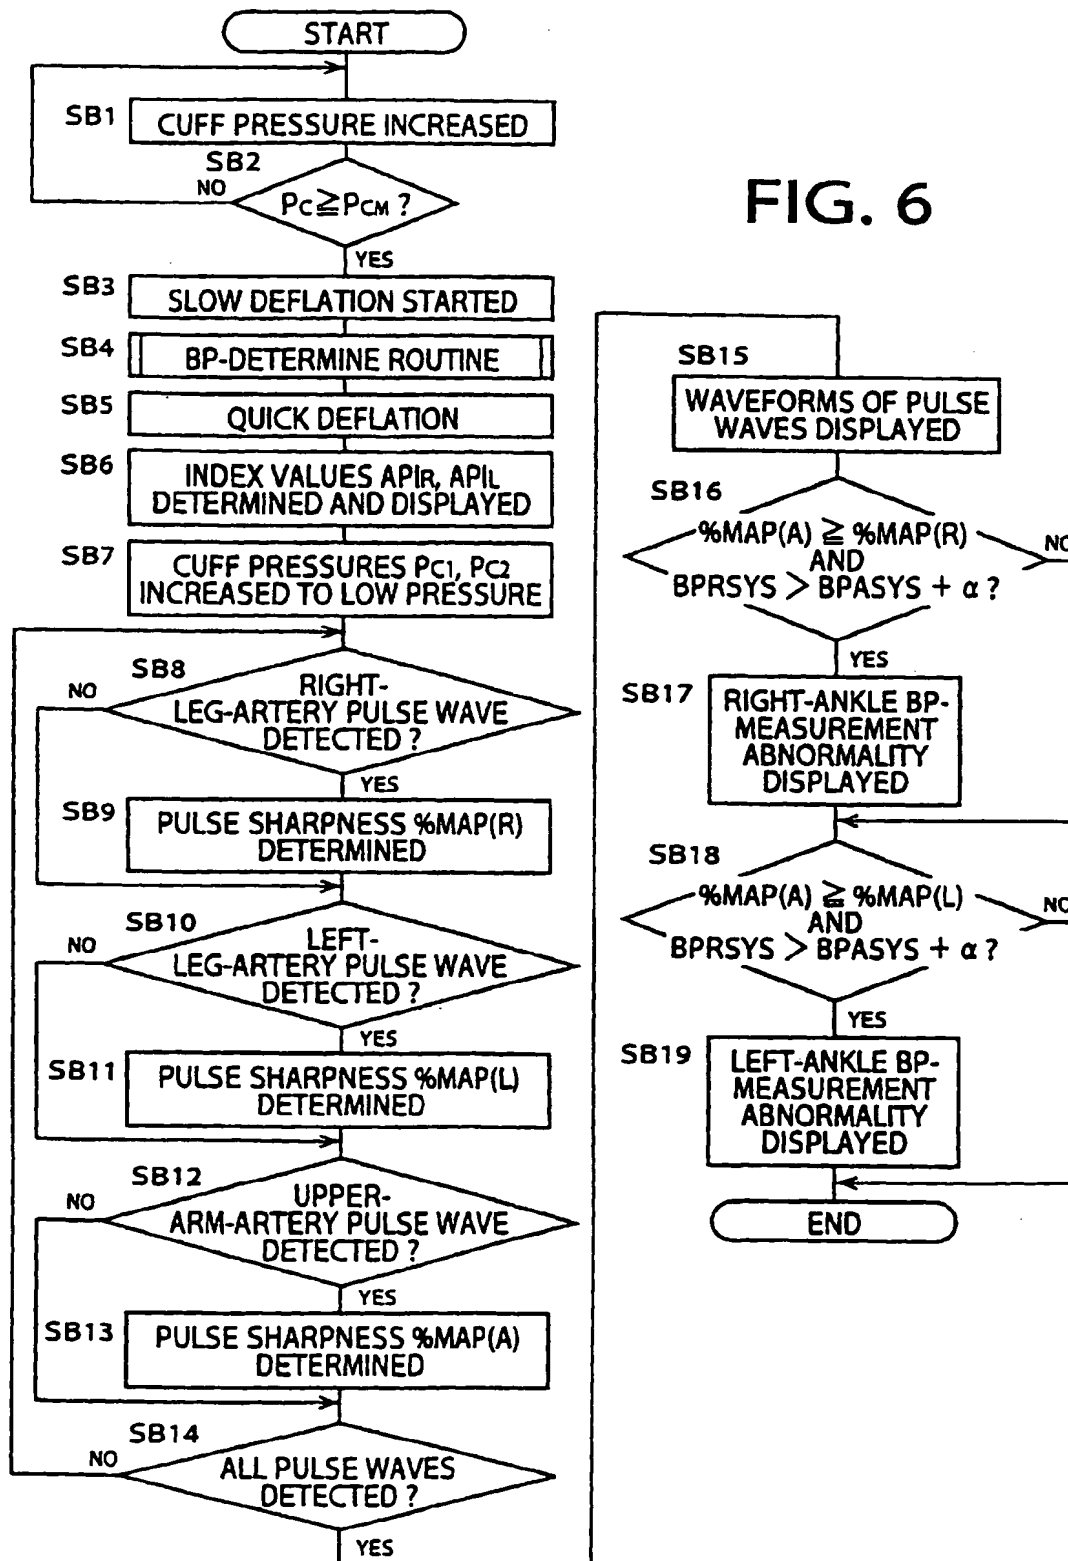 START
SB1
CUFF PRESSURE INCREASED
SB2
NO
PC≧PCM ?
YES
SB3
SLOW DEFLATION STARTED
SB4
BP-DETERMINE ROUTINE
SB5
QUICK DEFLATION
SB6
INDEX VALUES APIR, APIL
DETERMINED AND DISPLAYED
SB7
CUFF PRESSURES PC1, PC2
INCREASED TO LOW PRESSURE
SB8
NO
RIGHT-
LEG-ARTERY PULSE WAVE
DETECTED ?
YES
SB9
PULSE SHARPNESS %MAP(R)
DETERMINED
SB10
NO
LEFT-
LEG-ARTERY PULSE WAVE
DETECTED ?
YES
SB11
PULSE SHARPNESS %MAP(L)
DETERMINED
SB12
NO
UPPER-
ARM-ARTERY PULSE WAVE
DETECTED ?
YES
SB13
PULSE SHARPNESS %MAP(A)
DETERMINED
SB14
NO
ALL PULSE WAVES
DETECTED ?
YES
FIG. 6
SB15
WAVEFORMS OF PULSE
WAVES DISPLAYED
SB16
%MAP(A) ≧ %MAP(R)
AND
BPRSYS > BPASYS + α ?
NO
YES
SB17
RIGHT-ANKLE BP-
MEASUREMENT
ABNORMALITY
DISPLAYED
SB18
%MAP(A) ≧ %MAP(L)
AND
BPRSYS > BPASYS + α ?
NO
YES
SB19
LEFT-ANKLE BP-
MEASUREMENT
ABNORMALITY
DISPLAYED
END